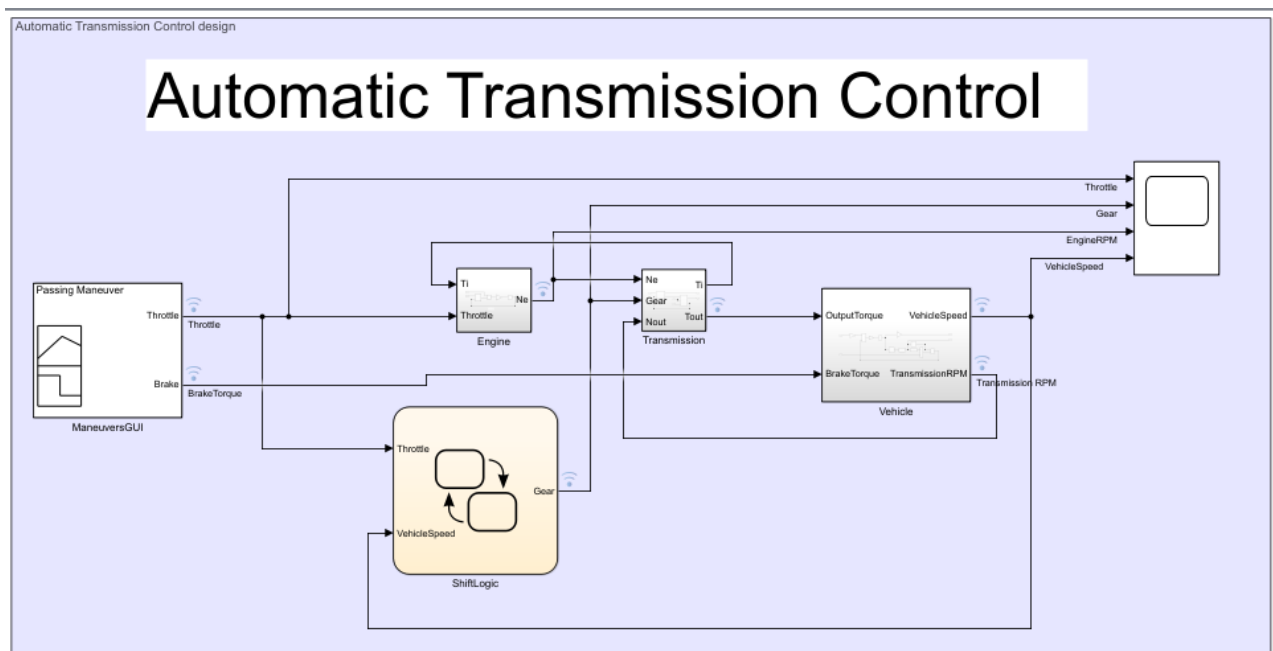 Automatic Transmission Control design
Automatic Transmission Control
Throttle
Gear
EngineRPM
VehicleSpeed
Passing Maneuver
Throttle
Throttle
Brake
BrakeTorque
ManeuversGUI
Ti
Ne
Throttle
Engine
Ne
Ti
Gear
Tout
Nout
Transmission
OutputTorque
VehicleSpeed
BrakeTorque
TransmissionRPM
Transmission RPM
Vehicle
Throttle
Gear
VehicleSpeed
ShiftLogic